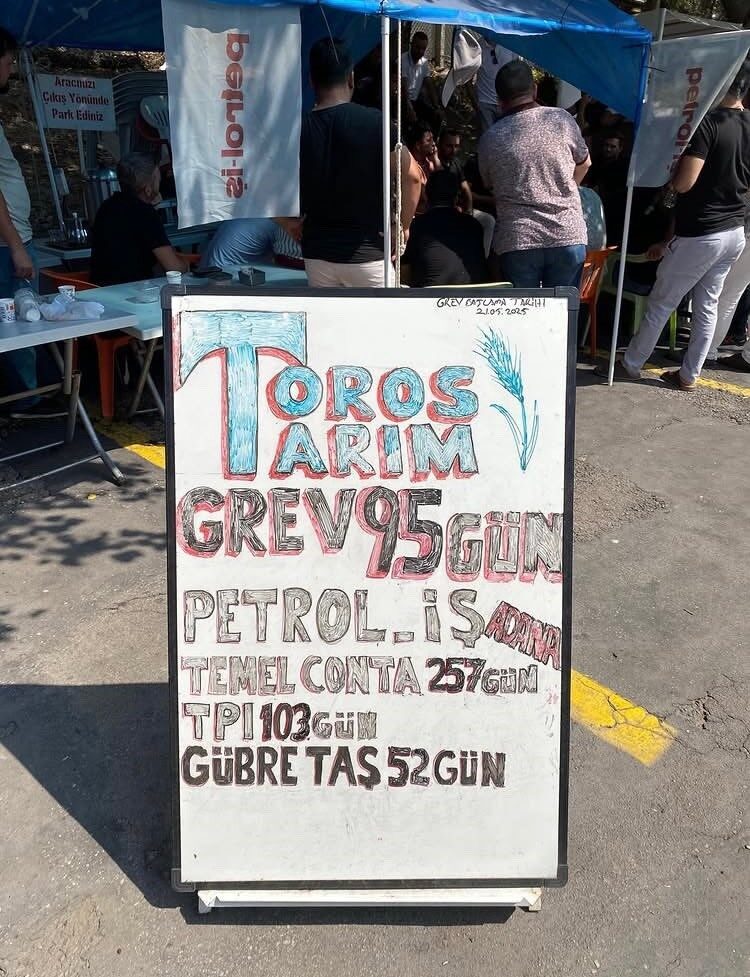 Aracınızı
Çıkış Yönünde
Park Ediniz
petrol-iş
petrol-iş
GREV BAŞLAMA TARİHİ
21.05.2025
TOROS
TARIM
GREV 95 GÜN
PETROL-İŞ ADANA
TEMEL CONTA 257 GÜN
TPI 103 GÜN
GÜBRE TAŞ 52 GÜN